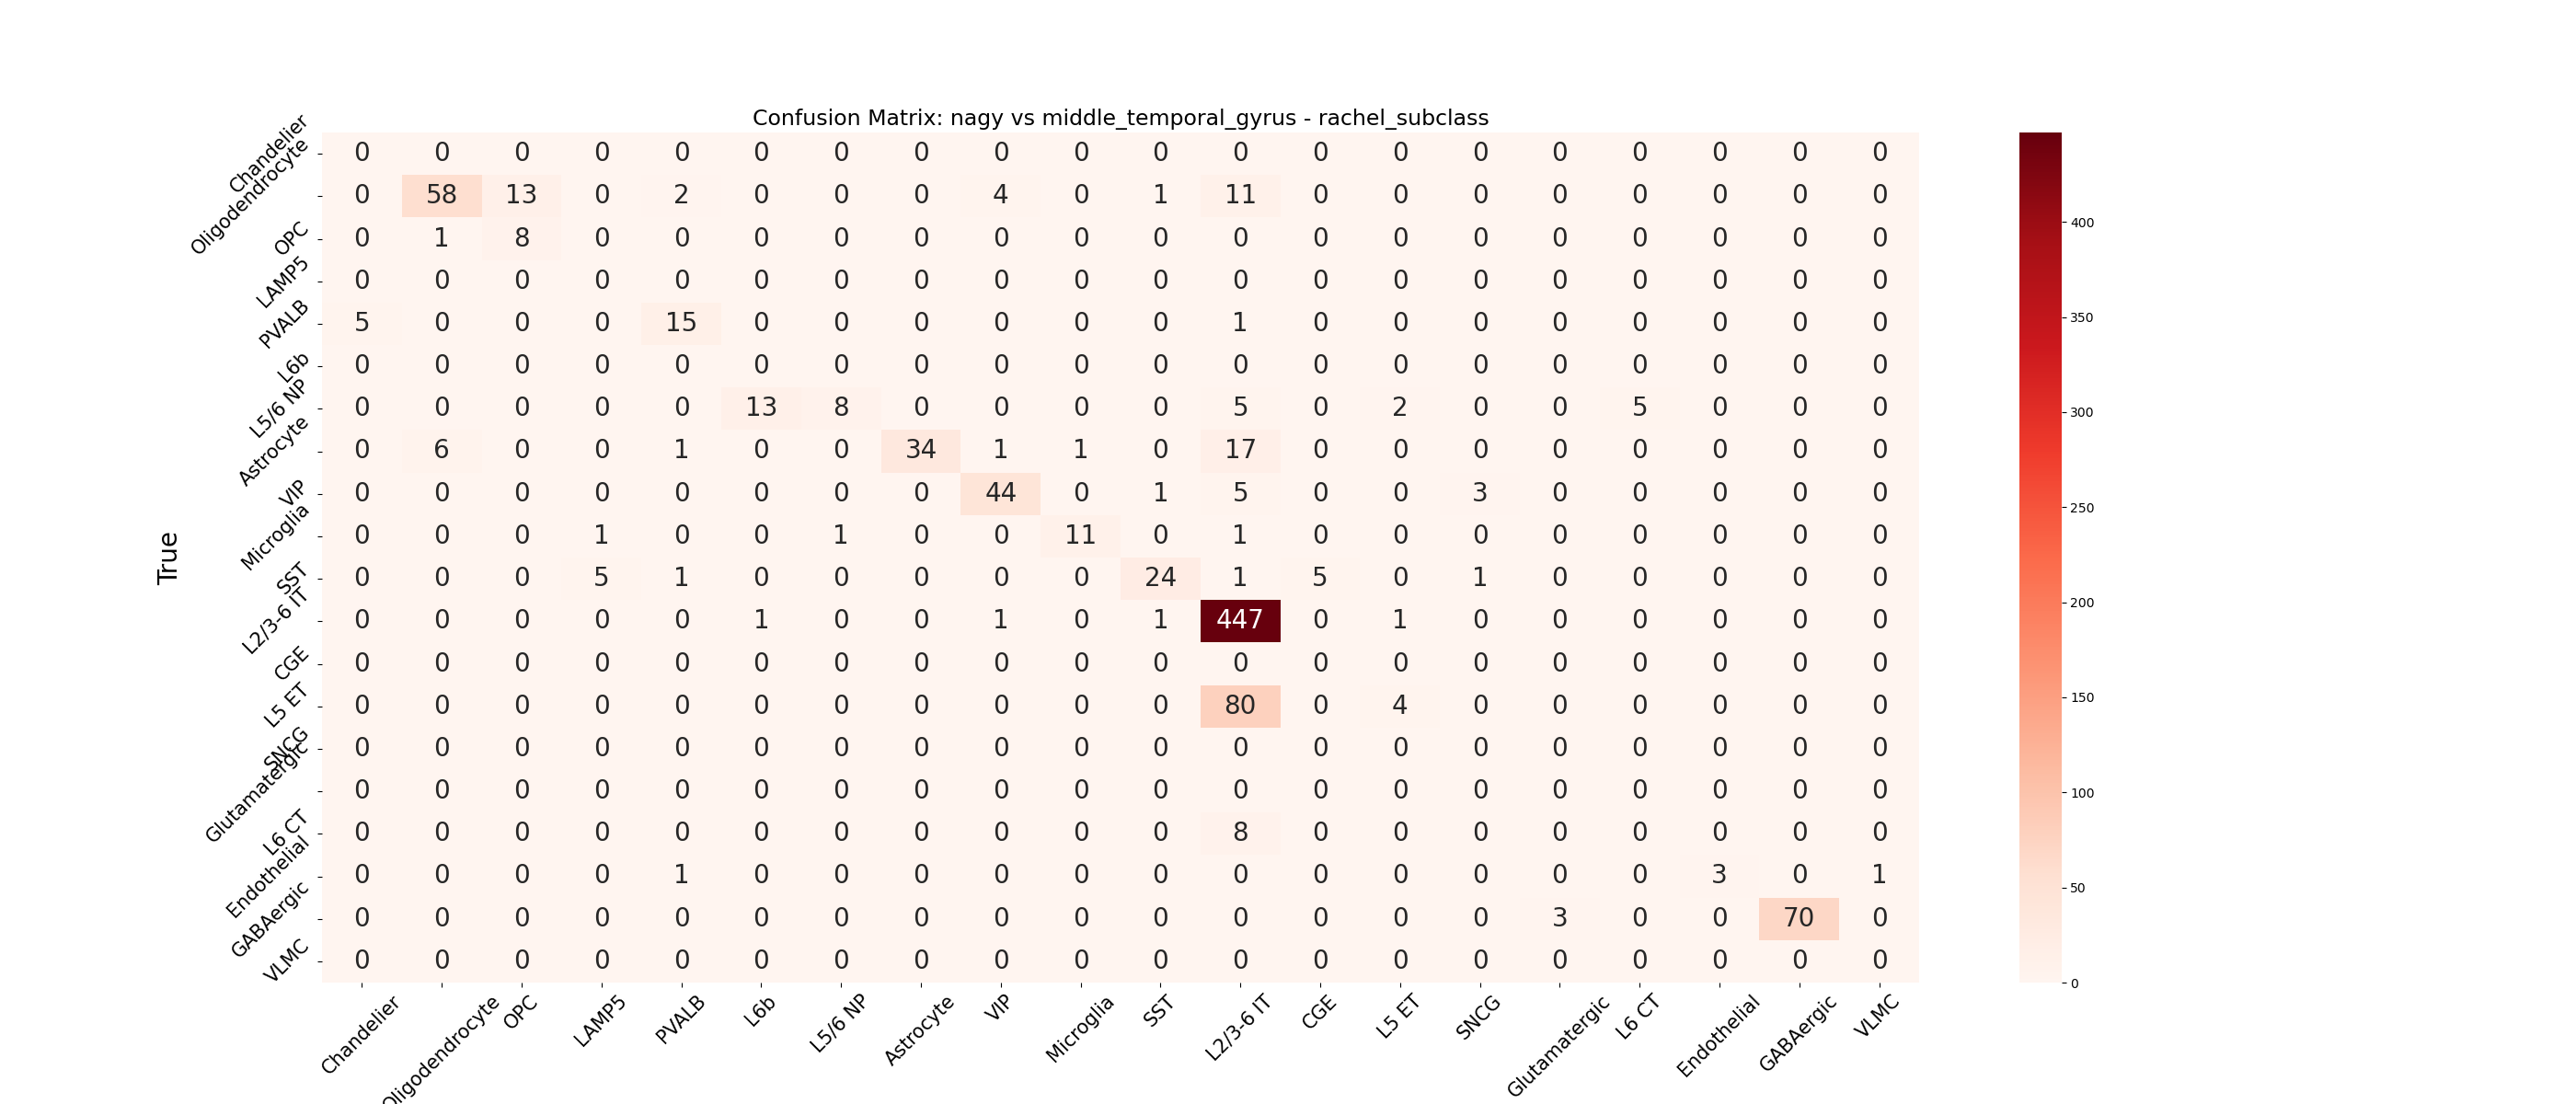 Confusion Matrix: nagy vs middle_temporal_gyrus - rachel_subclass
True
Chandelier 0 0 0 0 0 0 0 0 0 0 0 0 0 0 0 0 0 0 0 0
Oligodendrocyte 0 58 13 0 2 0 0 0 4 0 1 11 0 0 0 0 0 0 0 0
OPC 0 1 8 0 0 0 0 0 0 0 0 0 0 0 0 0 0 0 0 0
LAMP5 0 0 0 0 0 0 0 0 0 0 0 0 0 0 0 0 0 0 0 0
PVALB 5 0 0 0 15 0 0 0 0 0 0 1 0 0 0 0 0 0 0 0
L6b 0 0 0 0 0 0 0 0 0 0 0 0 0 0 0 0 0 0 0 0
L5/6 NP 0 0 0 0 0 13 8 0 0 0 0 5 0 2 0 0 5 0 0 0
Astrocyte 0 6 0 0 1 0 0 34 1 1 0 17 0 0 0 0 0 0 0 0
VIP 0 0 0 0 0 0 0 0 44 0 1 5 0 0 3 0 0 0 0 0
Microglia 0 0 0 1 0 0 1 0 0 11 0 1 0 0 0 0 0 0 0 0
SST 0 0 0 5 1 0 0 0 0 0 24 1 5 0 1 0 0 0 0 0
L2/3-6 IT 0 0 0 0 0 1 0 0 1 0 1 447 0 1 0 0 0 0 0 0
CGE 0 0 0 0 0 0 0 0 0 0 0 0 0 0 0 0 0 0 0 0
L5 ET 0 0 0 0 0 0 0 0 0 0 0 80 0 4 0 0 0 0 0 0
SNCG 0 0 0 0 0 0 0 0 0 0 0 0 0 0 0 0 0 0 0 0
Glutamatergic 0 0 0 0 0 0 0 0 0 0 0 0 0 0 0 0 0 0 0 0
L6 CT 0 0 0 0 0 0 0 0 0 0 0 8 0 0 0 0 0 0 0 0
Endothelial 0 0 0 0 1 0 0 0 0 0 0 0 0 0 0 0 0 3 0 1
GABAergic 0 0 0 0 0 0 0 0 0 0 0 0 0 0 0 3 0 0 70 0
VLMC 0 0 0 0 0 0 0 0 0 0 0 0 0 0 0 0 0 0 0 0
Chandelier Oligodendrocyte OPC LAMP5 PVALB L6b L5/6 NP Astrocyte VIP Microglia SST L2/3-6 IT CGE L5 ET SNCG Glutamatergic L6 CT Endothelial GABAergic VLMC
400
350
300
250
200
150
100
50
0